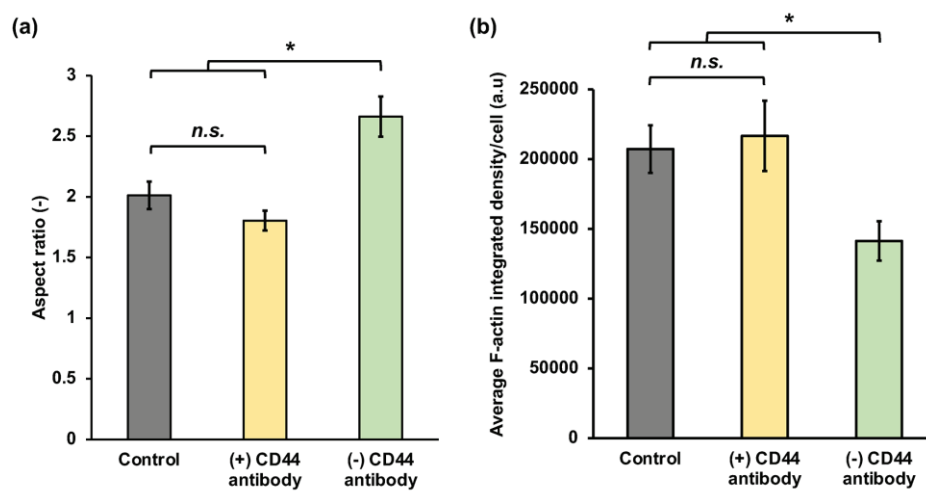 (a)
*
3
2.5
2
1.5
1
0.5
0
Aspect ratio (-)
n.s.
Control
(+) CD44
antibody
(-) CD44
antibody
(b)
*
n.s.
250000
200000
150000
100000
50000
0
Average F-actin integrated density/cell (a.u)
Control
(+) CD44
antibody
(-) CD44
antibody